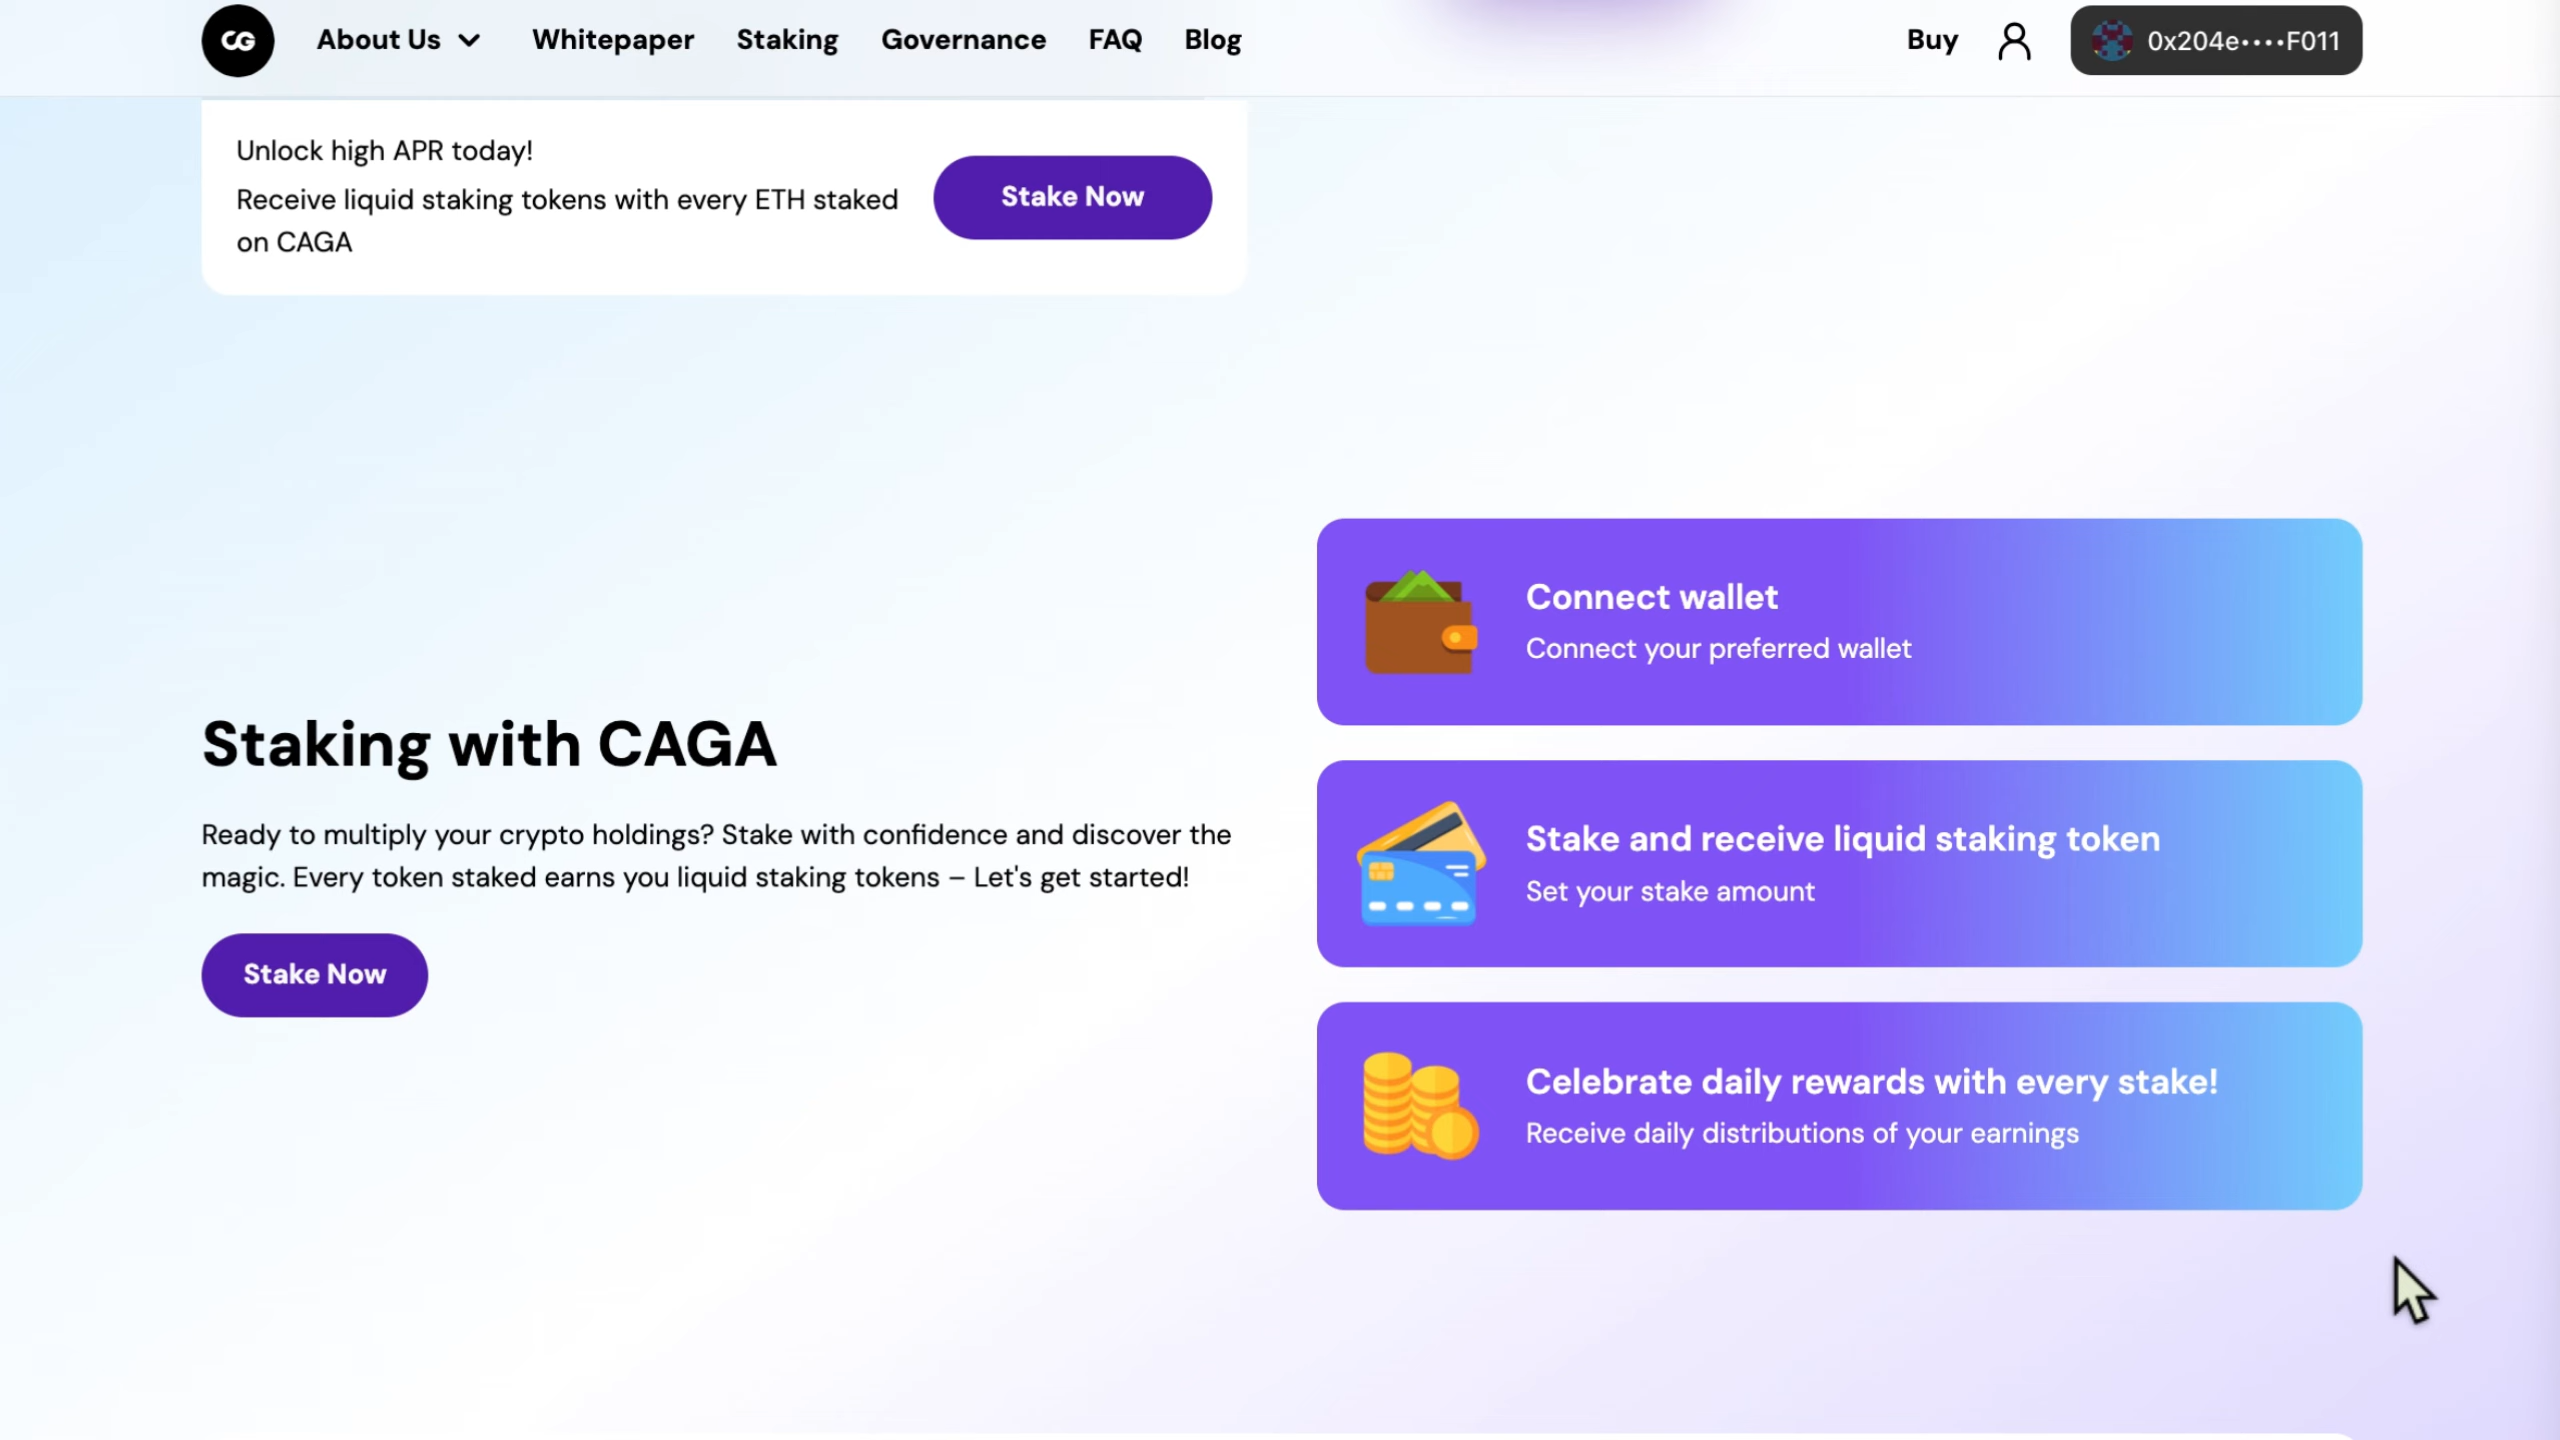 CG
About Us
Whitepaper
Staking
Governance
FAQ
Blog
Buy
0x204e••••F011
Unlock high APR today!
Receive liquid staking tokens with every ETH staked
on CAGA
Stake Now
Staking with CAGA
Ready to multiply your crypto holdings? Stake with confidence and discover the
magic. Every token staked earns you liquid staking tokens – Let's get started!
Stake Now
Connect wallet
Connect your preferred wallet
Stake and receive liquid staking token
Set your stake amount
Celebrate daily rewards with every stake!
Receive daily distributions of your earnings